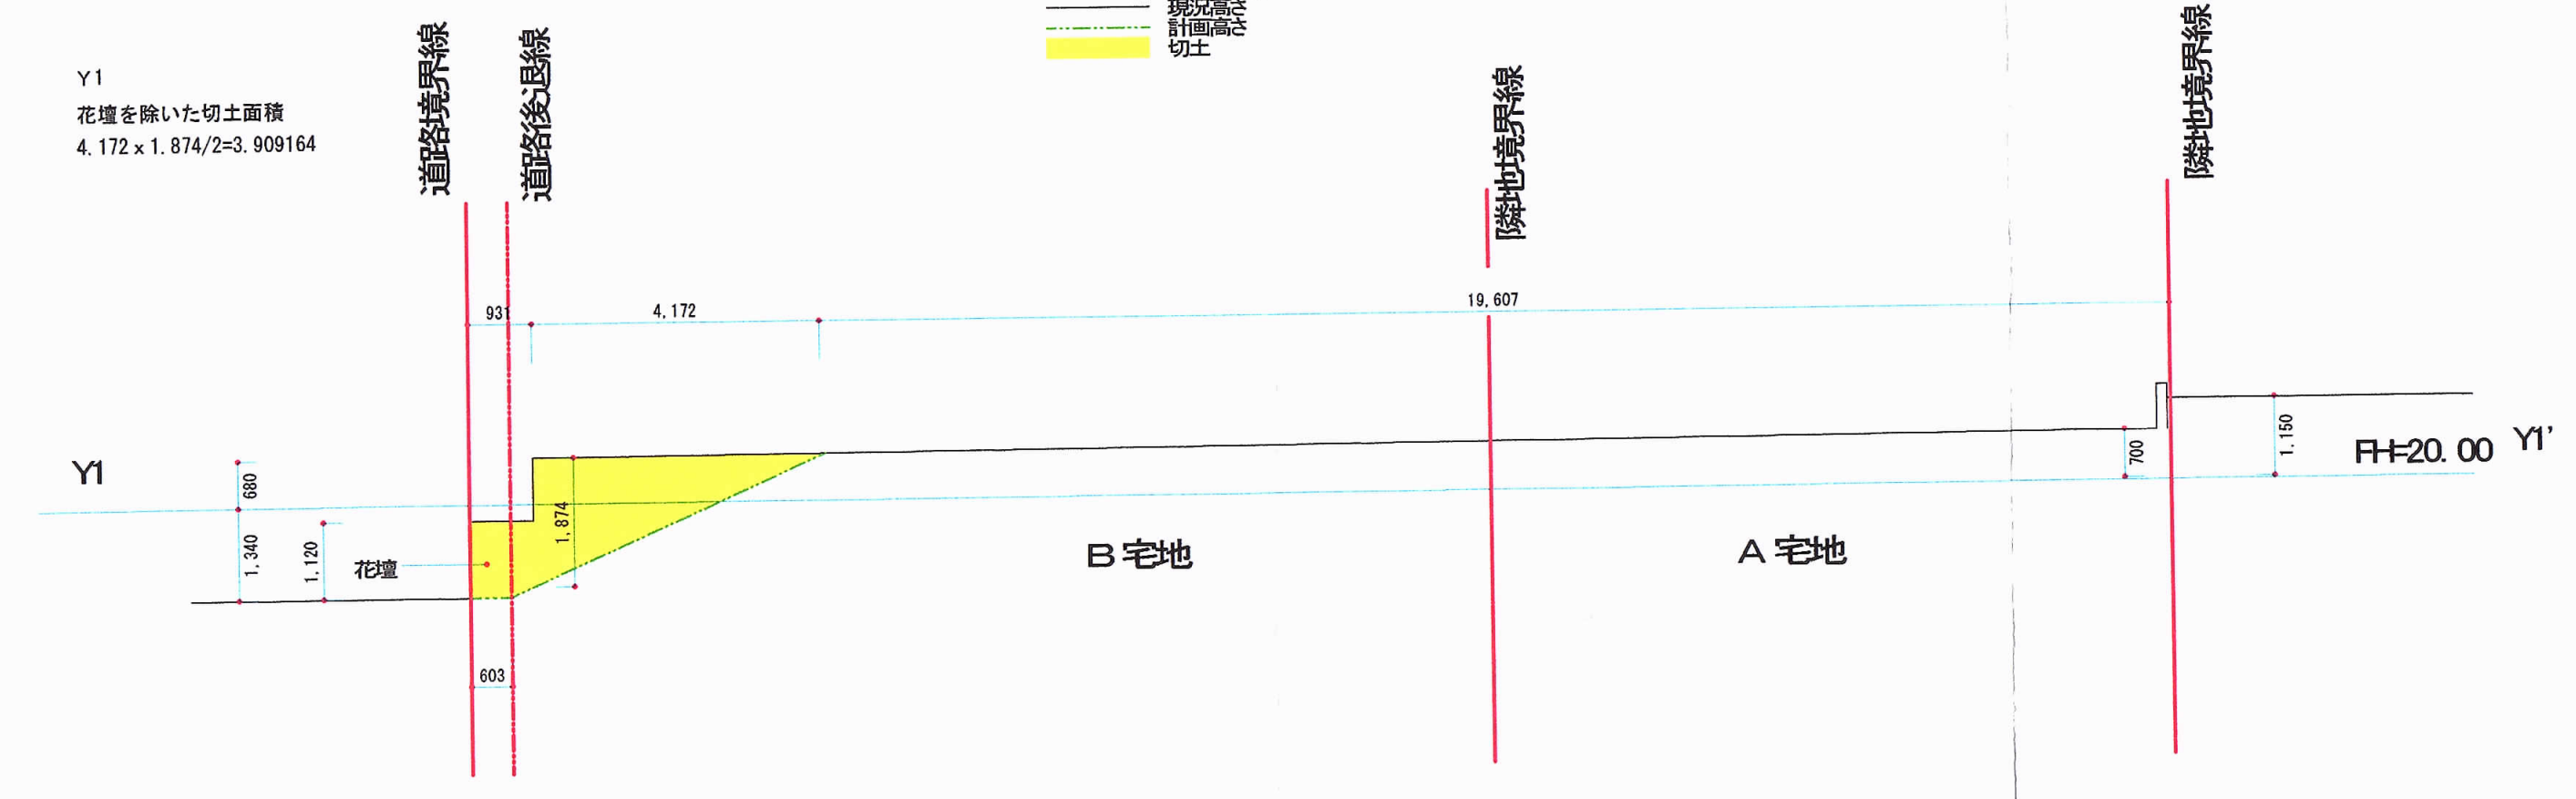 現況高さ
計画高さ
切土
Y1
花壇を除いた切土面積
4.172x1.874/2=3.909164
道路境界線
道路後退線
隣地境界線
隣地境界線
931
4,172
19,607
Y1
680
1,340
1,120
花壇
1,874
603
B宅地
A宅地
700
1,150
FH=20.00
Y1'